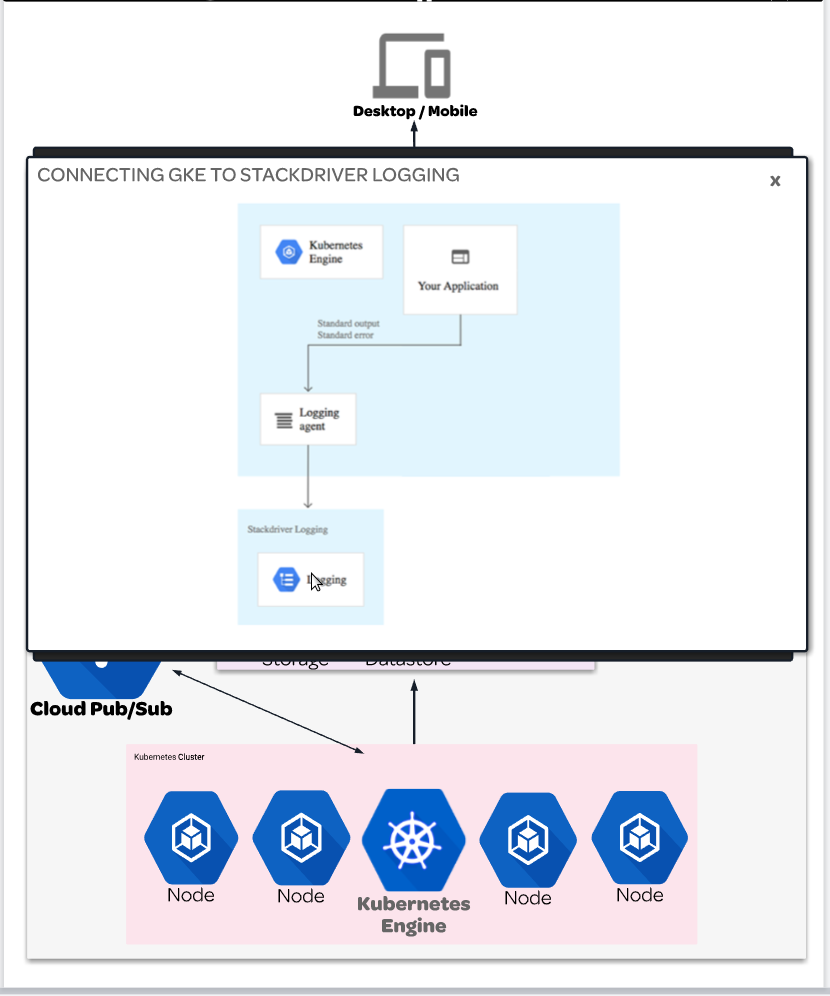 Desktop / Mobile
CONNECTING GKE TO STACKDRIVER LOGGING
x
Kubernetes
Engine
Your Application
Standard output
Standard error
Logging
agent
Stackdriver Logging
Logging
Storage
Datastore
Cloud Pub/Sub
Kubernetes Cluster
Node
Node
Kubernetes
Engine
Node
Node